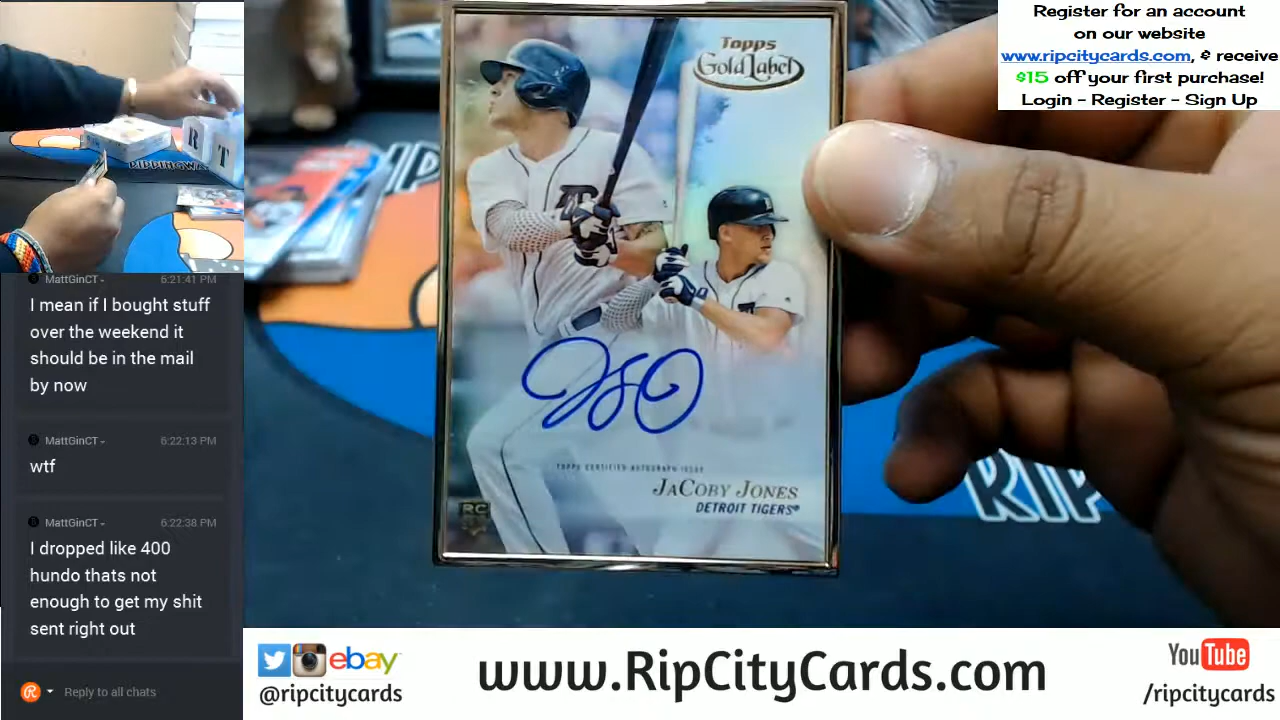 Register for an account
on our website
www.ripcitycards.com, & receive
$15 off your first purchase!
Login - Register - Sign Up
R
T
RIPPINGWA
MattGinCT - 6:21:41 PM
I mean if I bought stuff
over the weekend it
should be in the mail
by now
MattGinCT - 6:22:13 PM
wtf
MattGinCT - 6:22:38 PM
I dropped like 400
hundo thats not
enough to get my shit
sent right out
Reply to all chats
RIP
Topps
Gold Label
TOPPS CERTIFIED AUTOGRAPH ISSUE
JaCoby Jones
DETROIT TIGERS®
RC
RIP
ebay
@ripcitycards
www.RipCityCards.com
YouTube
/ripcitycards